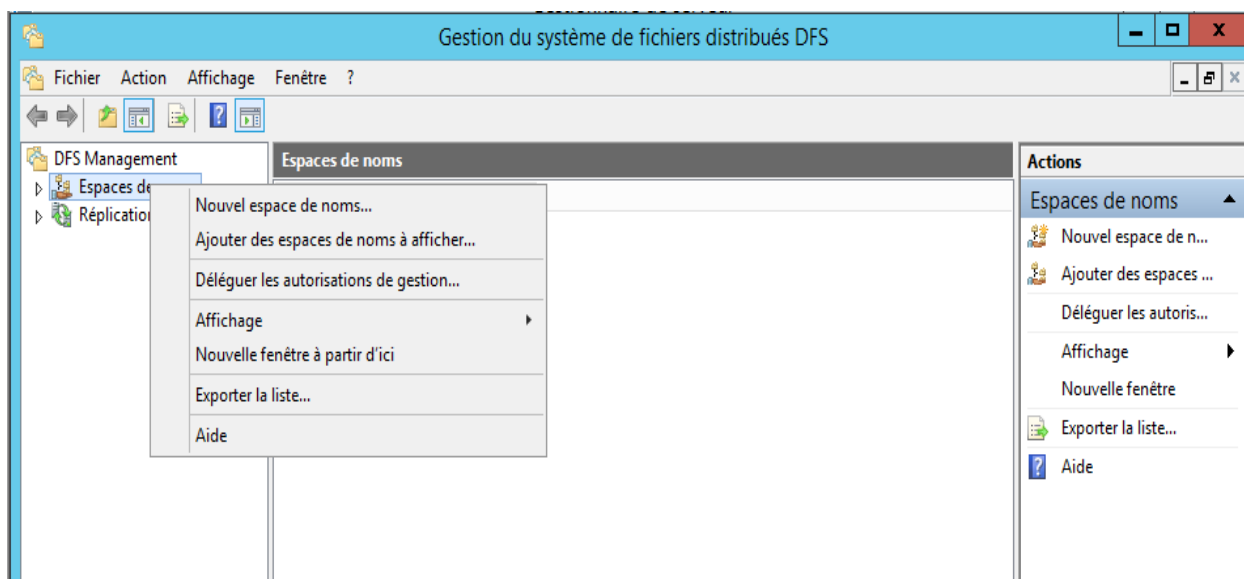 Gestion du système de fichiers distribués DFS
Fichier Action Affichage Fenêtre ?
DFS Management
Espaces de
Réplication
Espaces de noms
Nouvel espace de noms...
Ajouter des espaces de noms à afficher...
Déléguer les autorisations de gestion...
Affichage
Nouvelle fenêtre à partir d'ici
Exporter la liste...
Aide
Actions
Espaces de noms
Nouvel espace de n...
Ajouter des espaces ...
Déléguer les autoris...
Affichage
Nouvelle fenêtre
Exporter la liste...
Aide